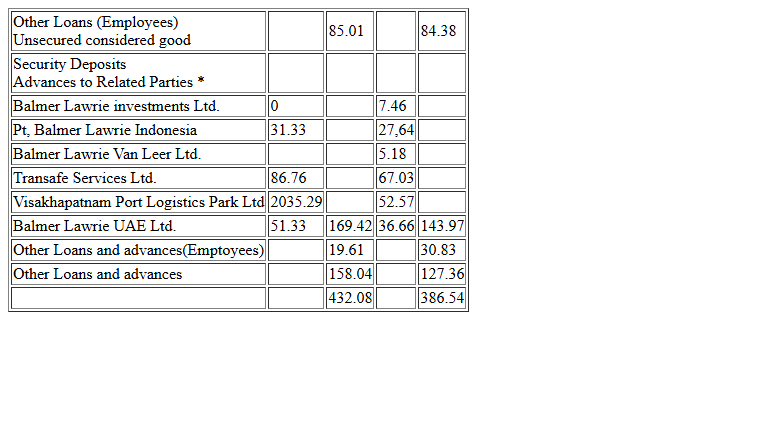 Other Loans (Employees)
Unsecured considered good 85.01 84.38
Security Deposits
Advances to Related Parties *
Balmer Lawrie investments Ltd. 0 7.46
Pt, Balmer Lawrie Indonesia 31.33 27,64
Balmer Lawrie Van Leer Ltd. 5.18
Transafe Services Ltd. 86.76 67.03
Visakhapatnam Port Logistics Park Ltd 2035.29 52.57
Balmer Lawrie UAE Ltd. 51.33 169.42 36.66 143.97
Other Loans and advances(Emptoyees) 19.61 30.83
Other Loans and advances 158.04 127.36
432.08 386.54